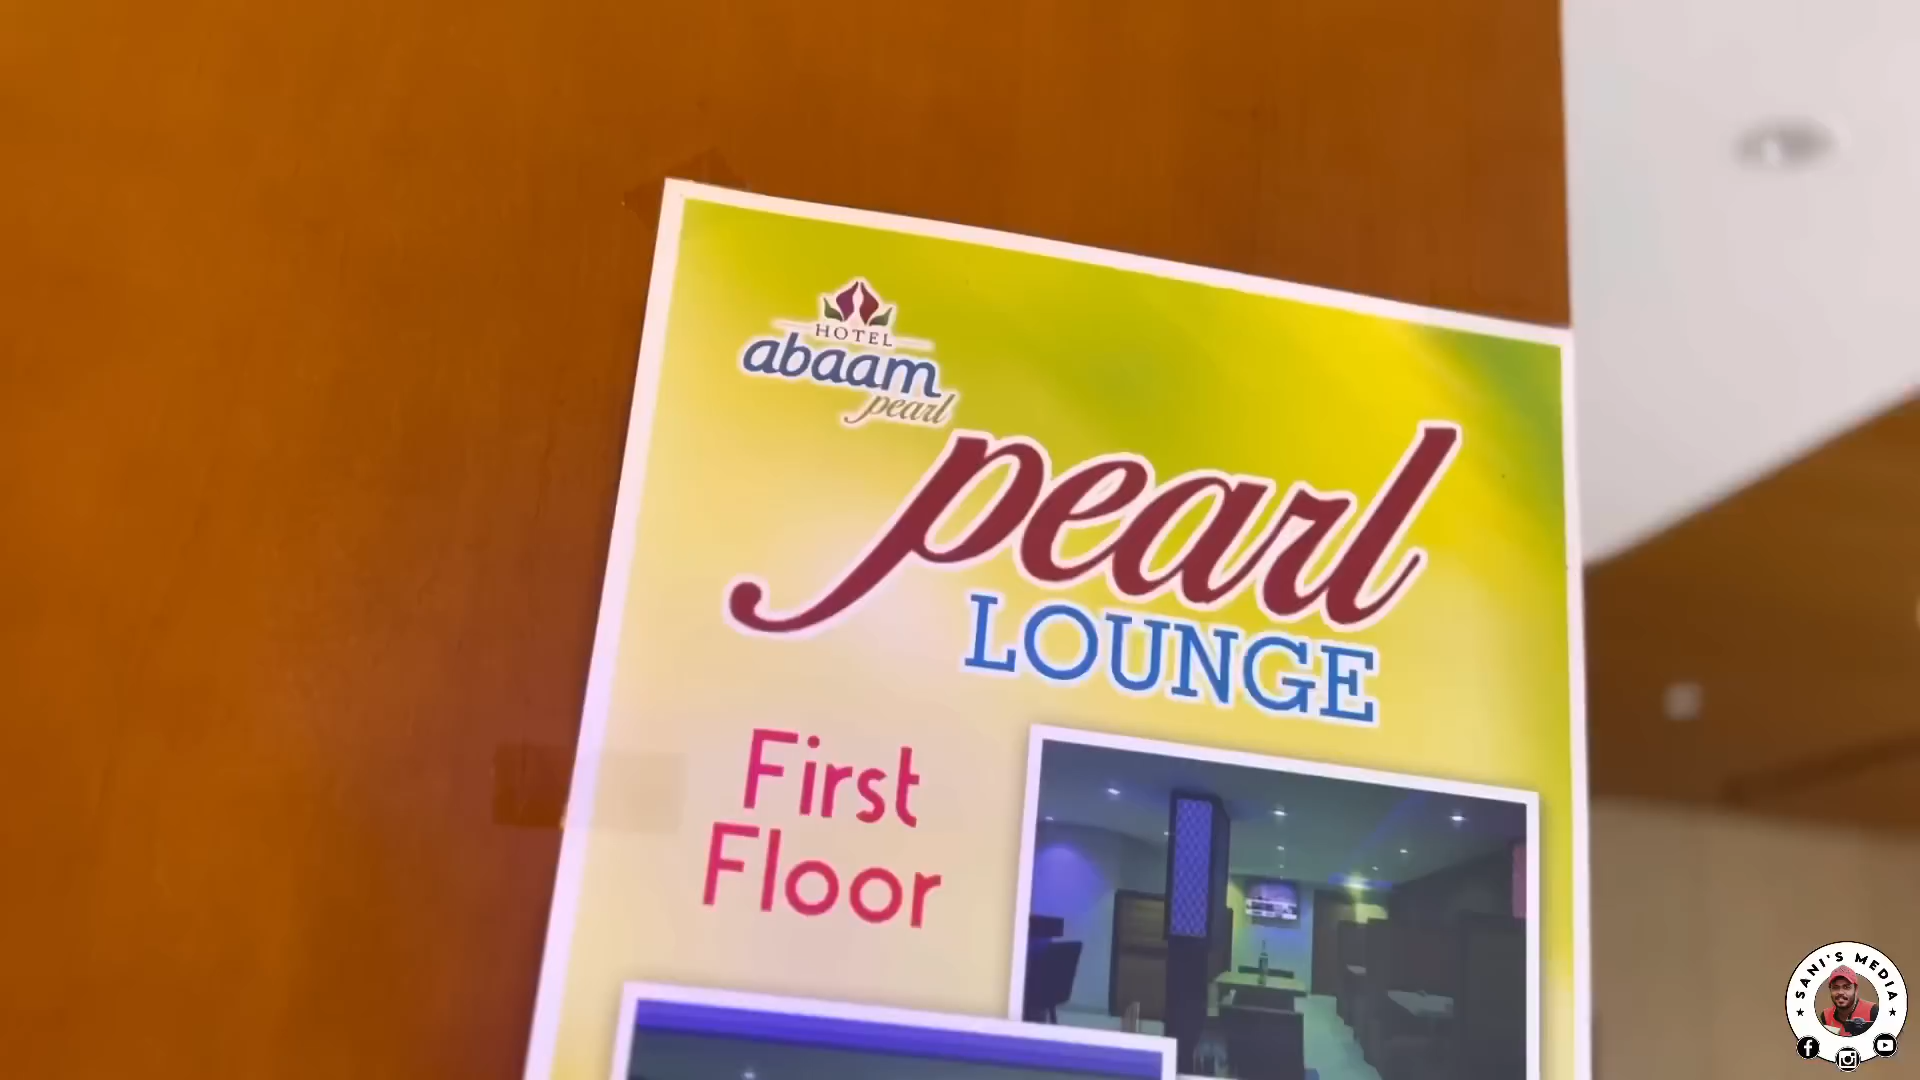 HOTEL
abaam
pearl
pearl
LOUNGE
First
Floor
SANI'S MEDIA